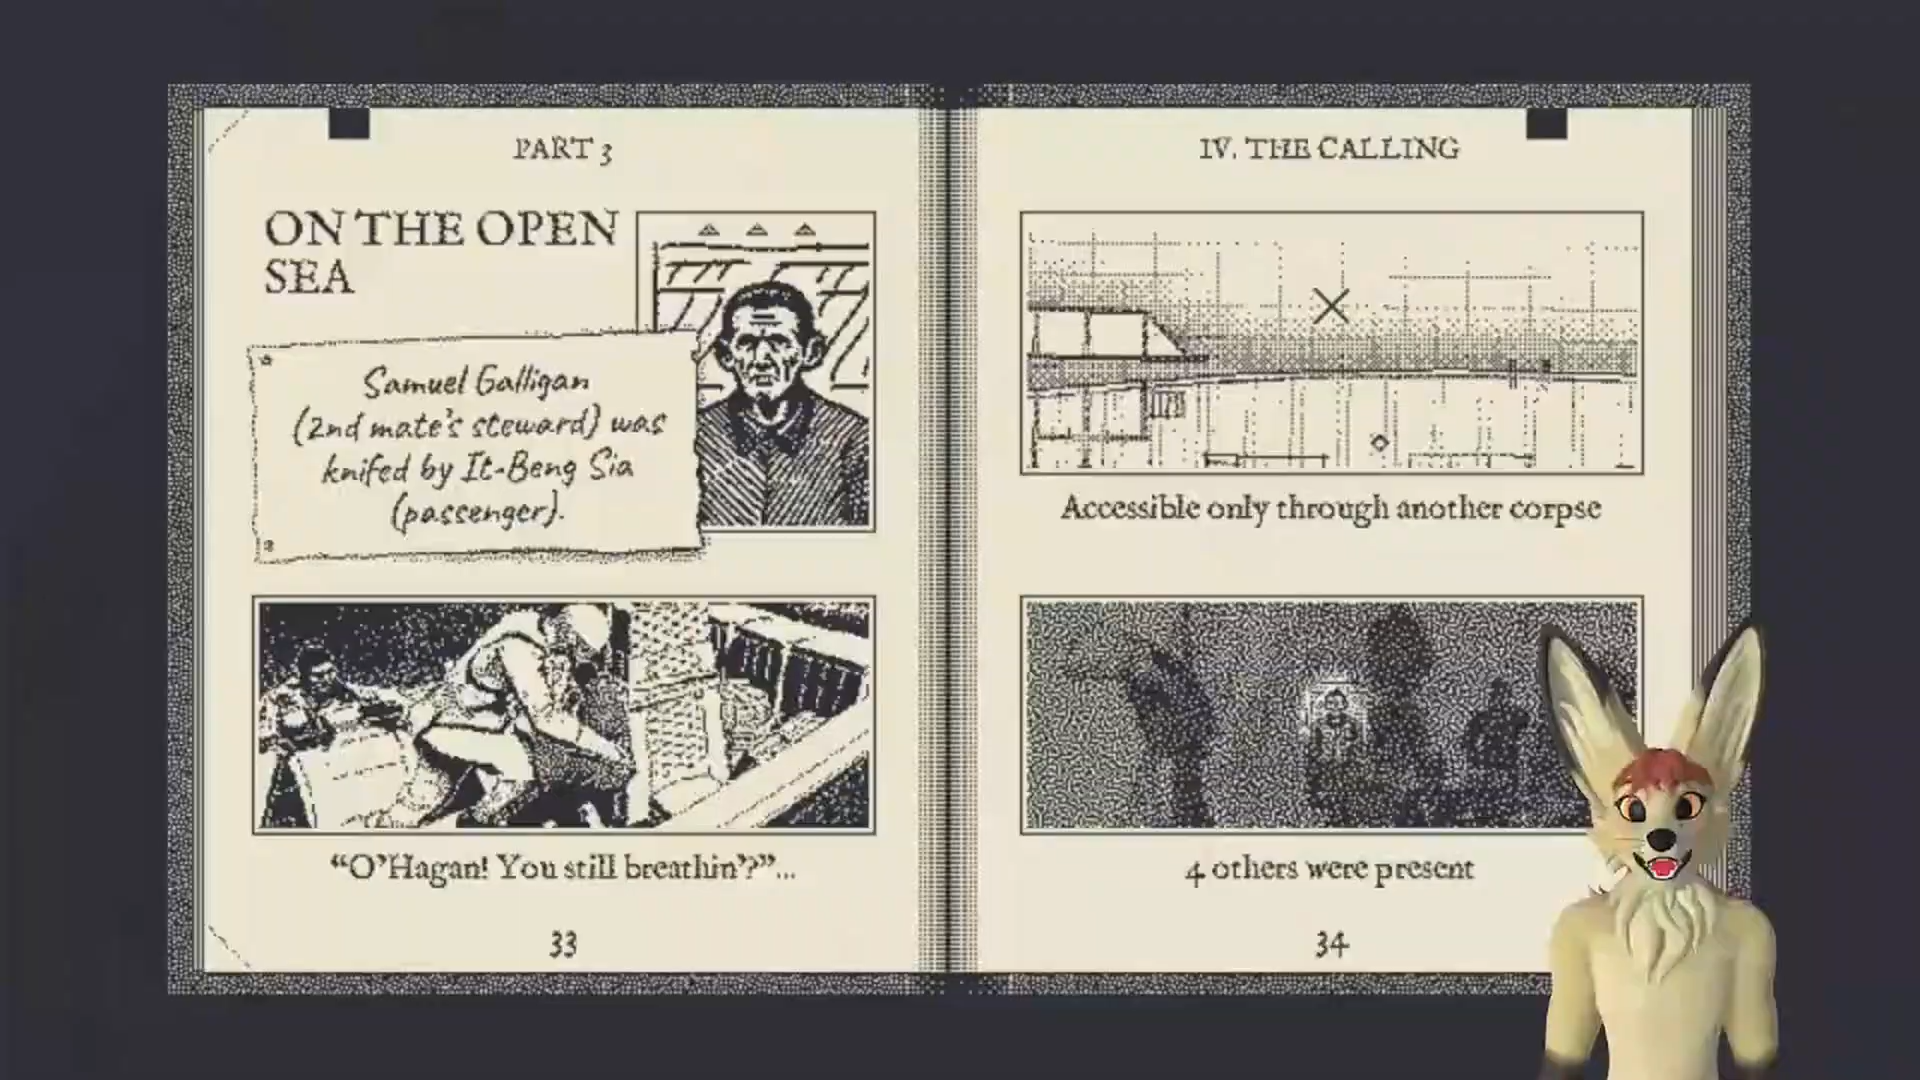 PART 3
ON THE OPEN
SEA
Samuel Galligan
(2nd mate's steward) was
knifed by It-Beng Sia
(passenger).
“O'Hagan! You still breathin'?”...
33
IV. THE CALLING
Accessible only through another corpse
4 others were present
34